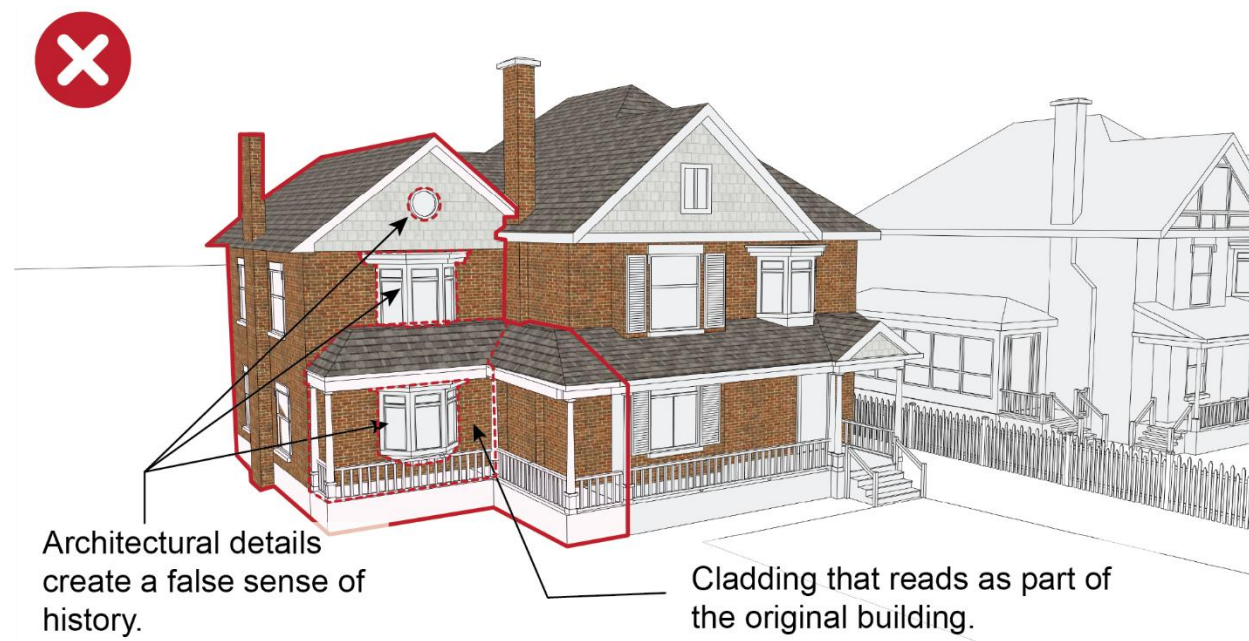 Architectural details
create a false sense of
history.
Cladding that reads as part of
the original building.